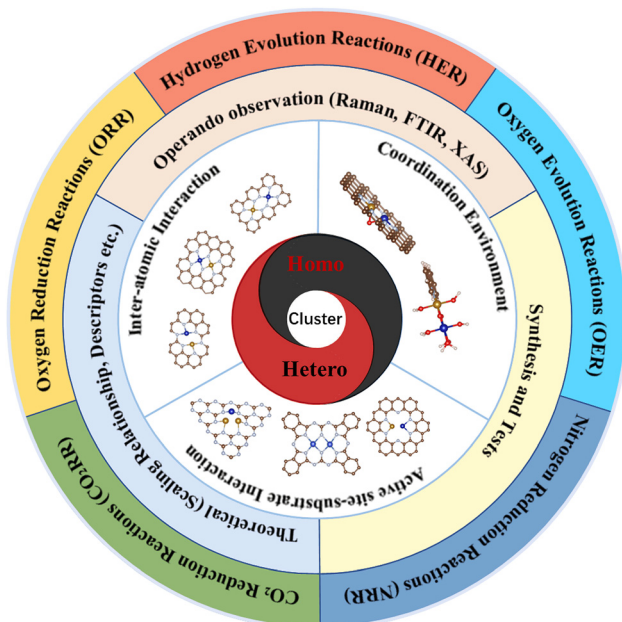 Hydrogen Evolution Reactions (HER)
Oxygen Evolution Reactions (OER)
Nitrogen Reduction Reactions (NRR)
CO₂ Reduction Reactions (CO₂RR)
Oxygen Reduction Reactions (ORR)
Operando observation (Raman, FTIR, XAS)
Synthesis and Tests
Theoretical (Scaling Relationship, Descriptors etc.)
Inter-atomic Interaction
Coordination Environment
Active site-substrate Interaction
Homo
Cluster
Hetero